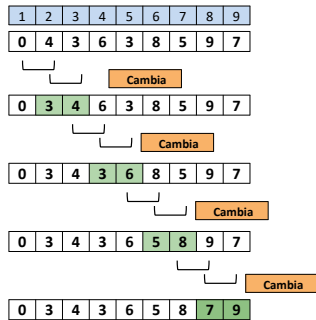 1 2 3 4 5 6 7 8 9
0 4 3 6 3 8 5 9 7
Cambia
0 3 4 6 3 8 5 9 7
Cambia
0 3 4 3 6 8 5 9 7
Cambia
0 3 4 3 6 5 8 9 7
Cambia
0 3 4 3 6 5 8 7 9